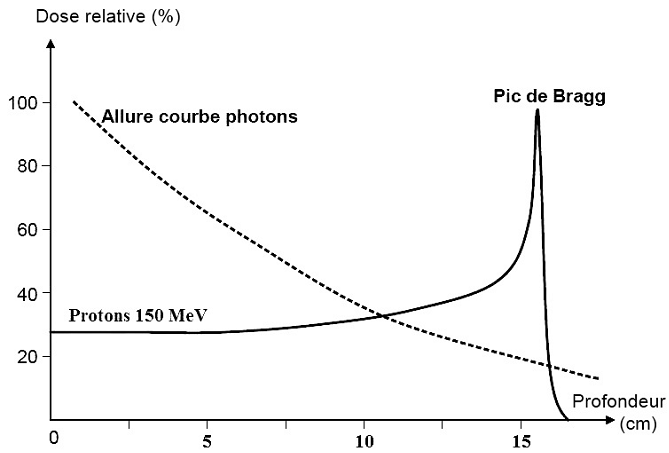 Dose relative (%)
Pic de Bragg
100
Allure courbe photons
80
60
40
Protons 150 MeV
20
Profondeur
(cm)
0
5
10
15